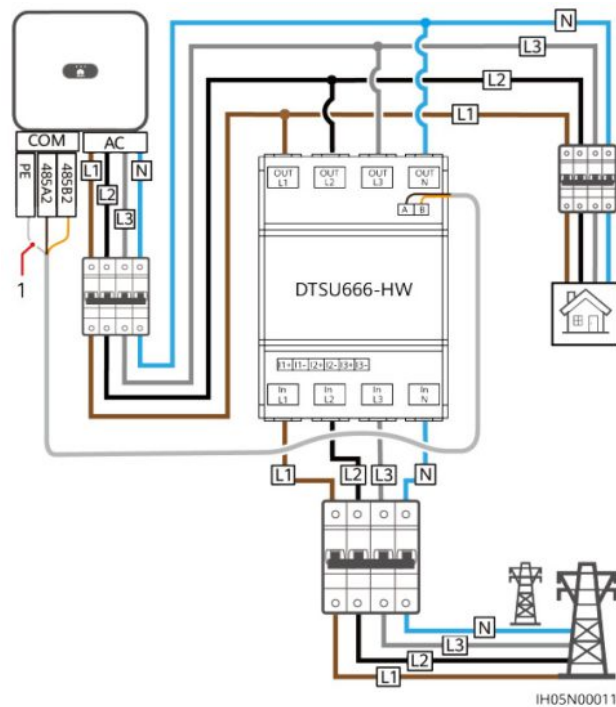 N
L3
L2
L1
COM
AC
PE
485A2
485B2
L1
L2
L3
N
1
OUT L1
OUT L2
OUT L3
OUT N
A B
DTSU666-HW
I1+ I1- I2+ I2- I3+ I3-
In L1
In L2
In L3
In N
L1
L2
L3
N
N
L3
L2
L1
IH05N00011